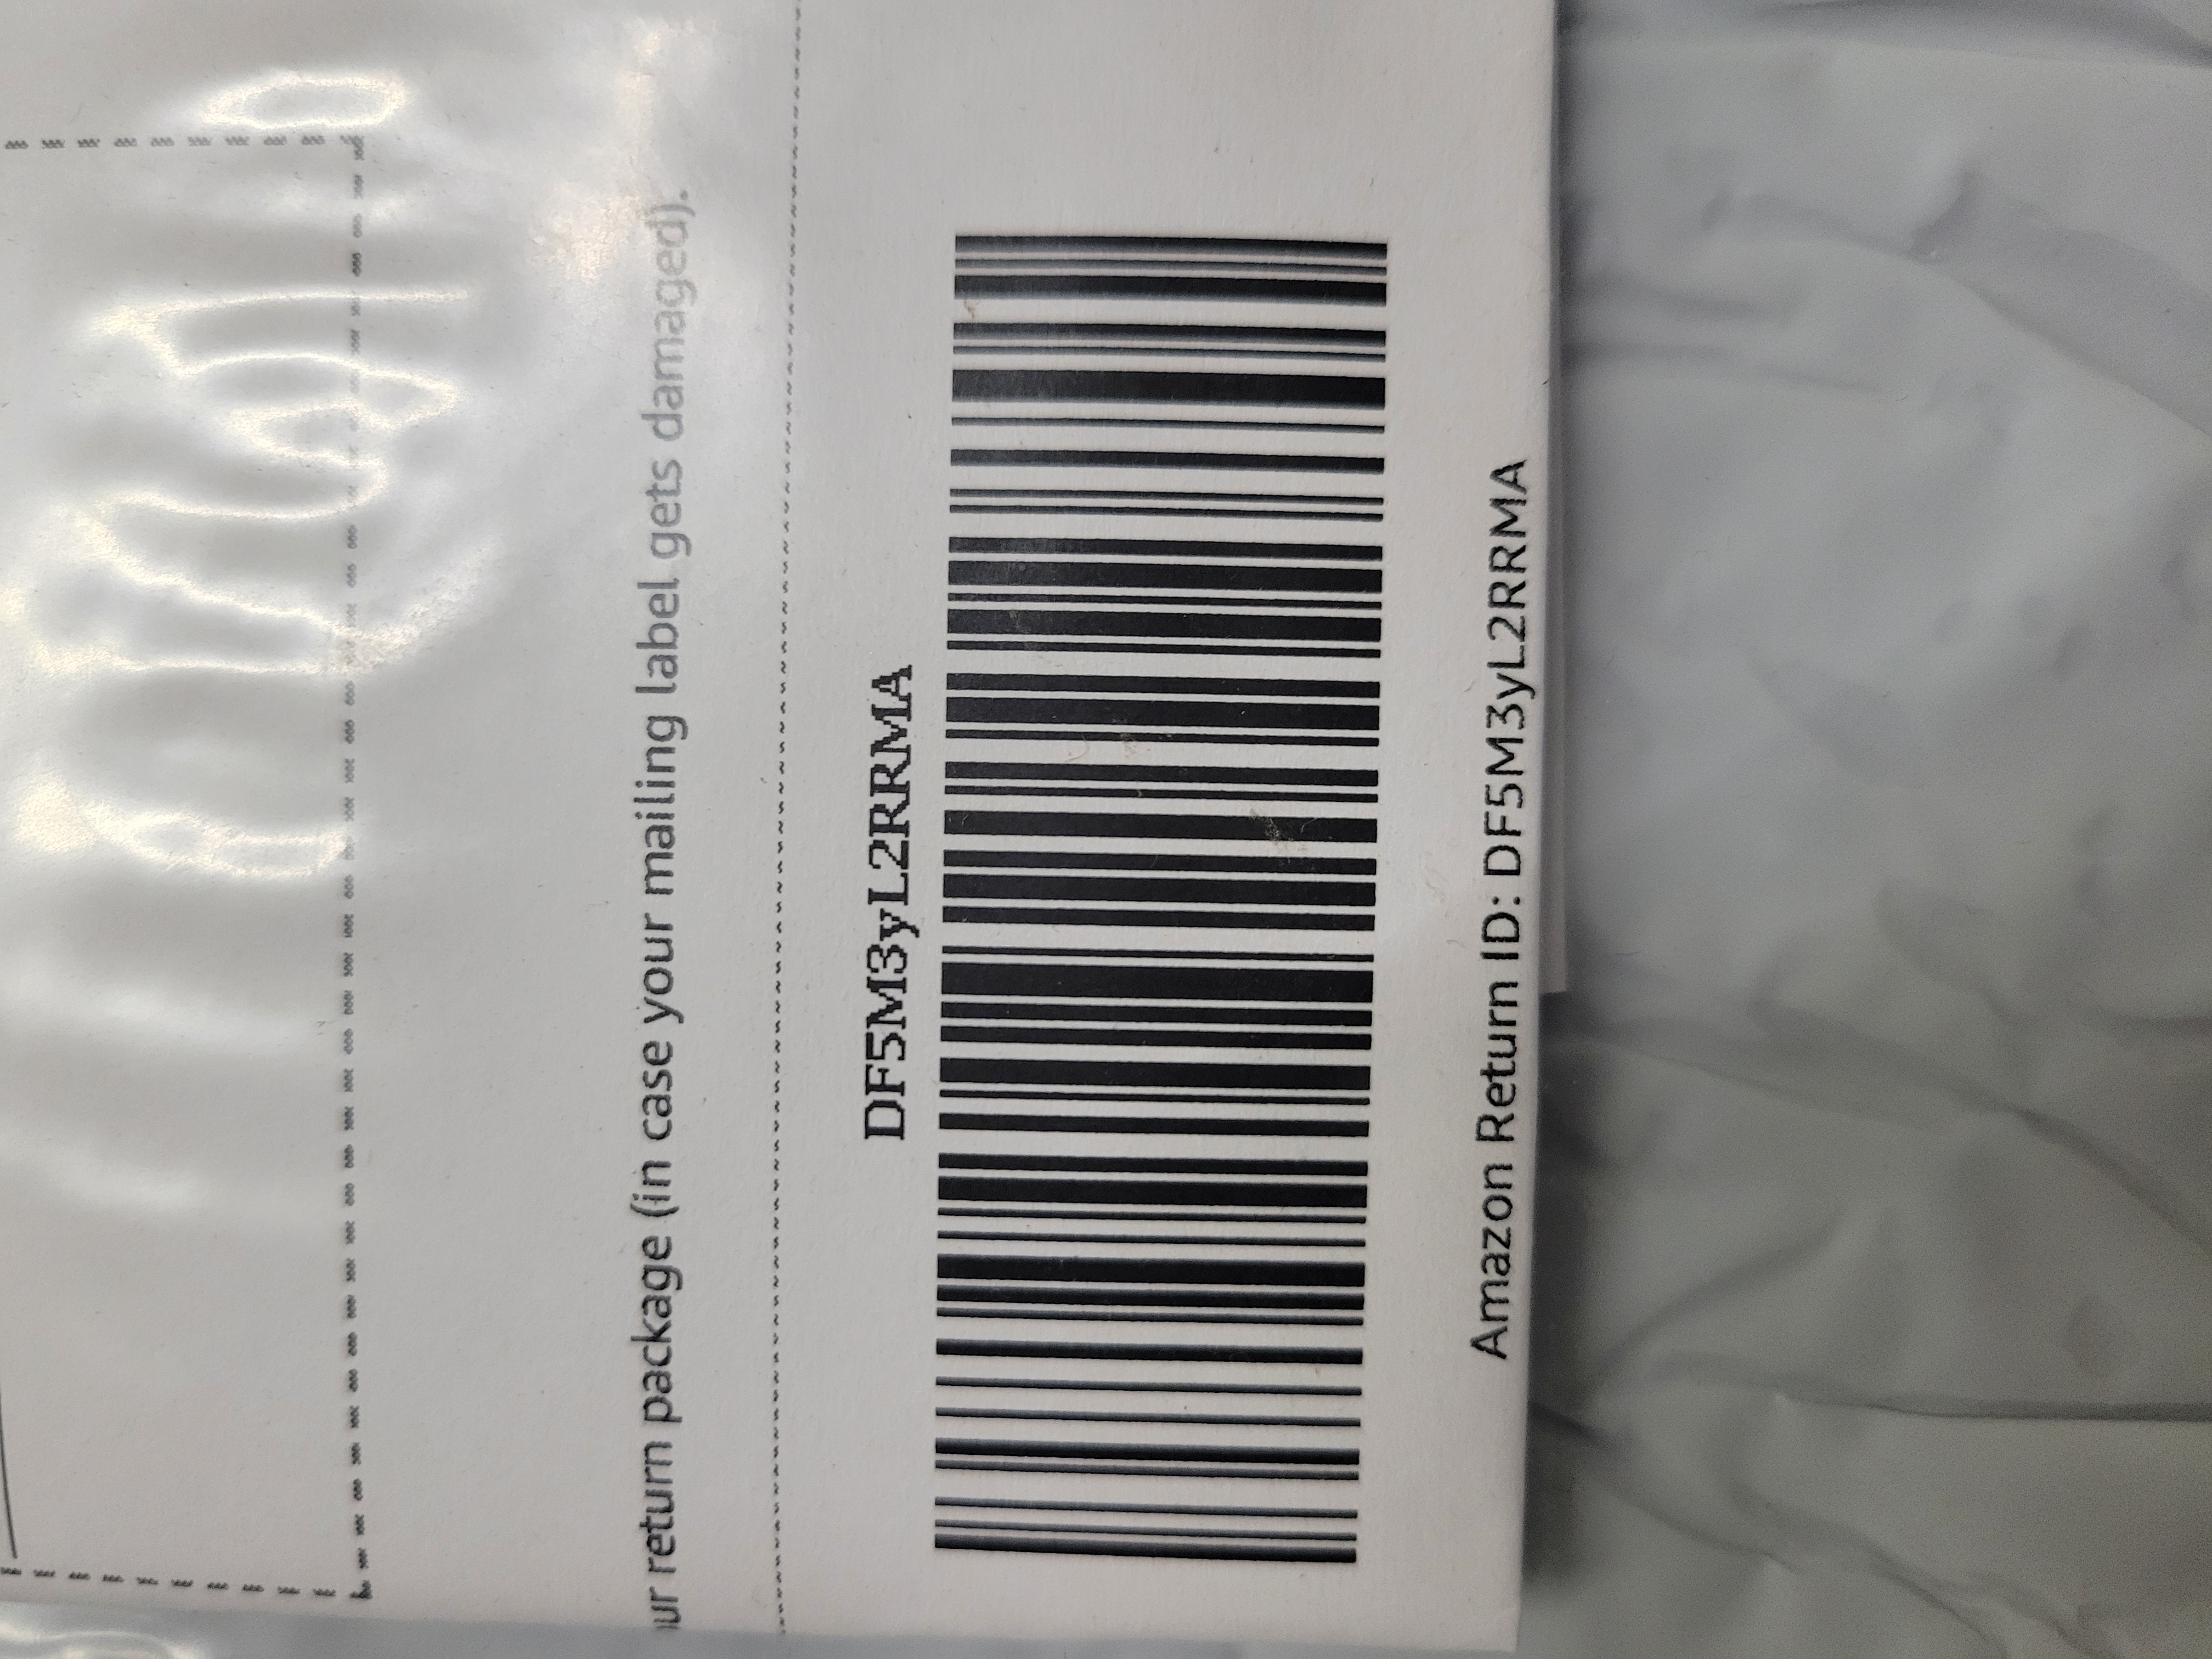 ur return package (in case your mailing label gets damaged).
DF5M3yL2RRMA
Amazon Return ID: DF5M3yL2RRMA